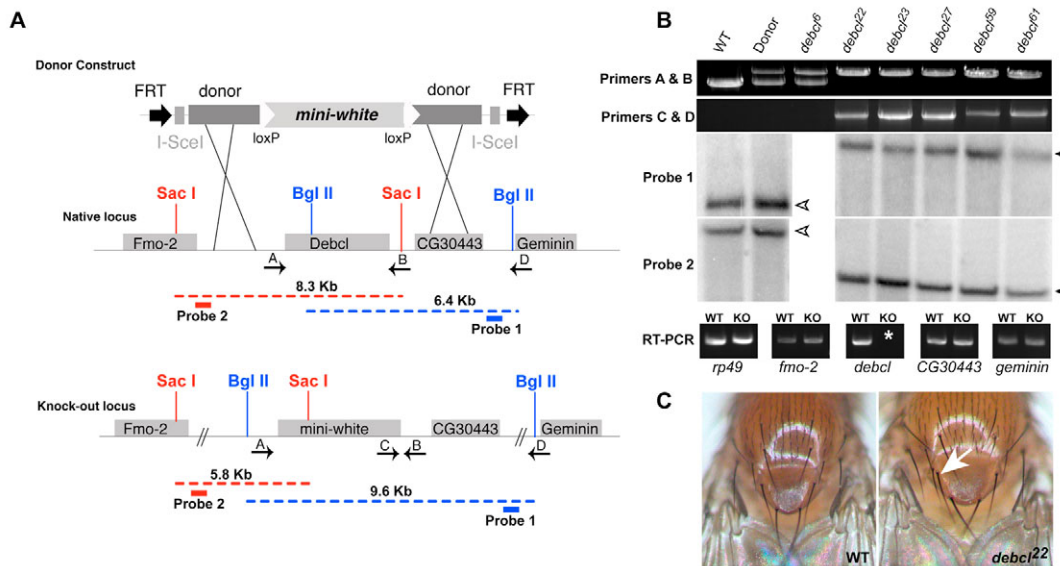 A
Donor Construct
FRT
donor
mini-white
donor
FRT
I-SceI
loxP
loxP
I-SceI
Sac I
Bgl II
Sac I
Bgl II
Native locus
Fmo-2
Debcl
CG30443
Geminin
A
B
D
8.3 Kb
6.4 Kb
Probe 2
Probe 1
Sac I
Bgl II
Sac I
Bgl II
Knock-out locus
Fmo-2
//
mini-white
CG30443
//
Geminin
A
C
B
D
5.8 Kb
9.6 Kb
Probe 2
Probe 1
B
WT
Donor
debcl6
debcl22
debcl23
debcl27
debcl59
debcl61
Primers A & B
Primers C & D
Probe 1
Probe 2
WT KO
WT KO
WT KO
WT KO
WT KO
RT-PCR
*
rp49
fmo-2
debcl
CG30443
geminin
C
WT
debcl22